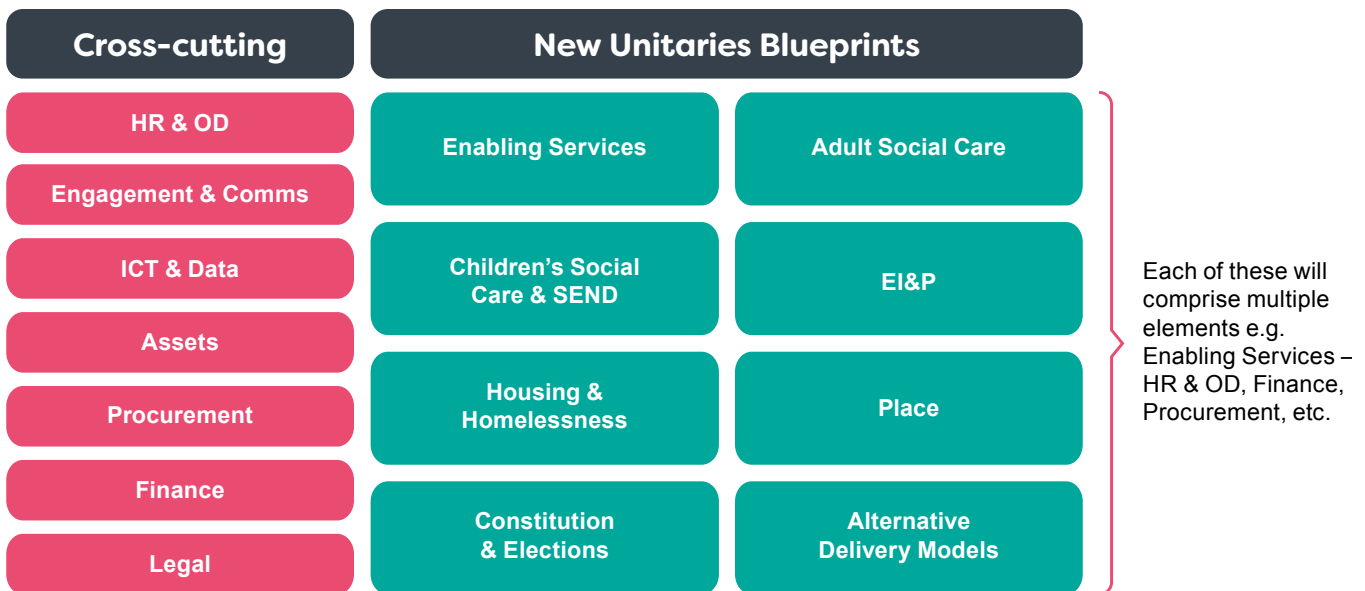 Cross-cutting
HR & OD
Engagement & Comms
ICT & Data
Assets
Procurement
Finance
Legal
New Unitaries Blueprints
Enabling Services
Adult Social Care
Children’s Social
Care & SEND
EI&P
Housing &
Homelessness
Place
Constitution
& Elections
Alternative
Delivery Models
Each of these will
comprise multiple
elements e.g.
Enabling Services –
HR & OD, Finance,
Procurement, etc.